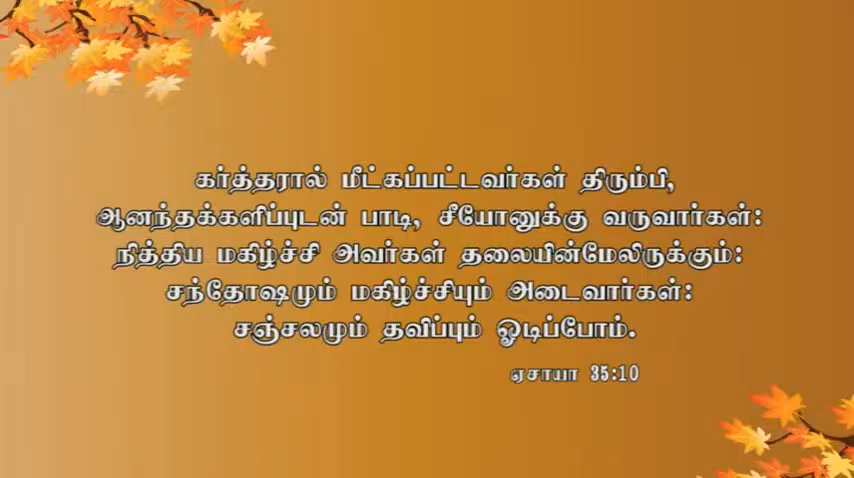 கர்த்தரால் மீட்கப்பட்டவர்கள் திரும்பி,
ஆனந்தக்களிப்புடன் பாடி, சீயோனுக்கு வருவார்கள்:
நித்திய மகிழ்ச்சி அவர்கள் தலையின்மேலிருக்கும்:
சந்தோஷமும் மகிழ்ச்சியும் அடைவார்கள்:
சஞ்சலமும் தவிப்பும் ஓடிப்போம்.
ஏசாயா 35:10